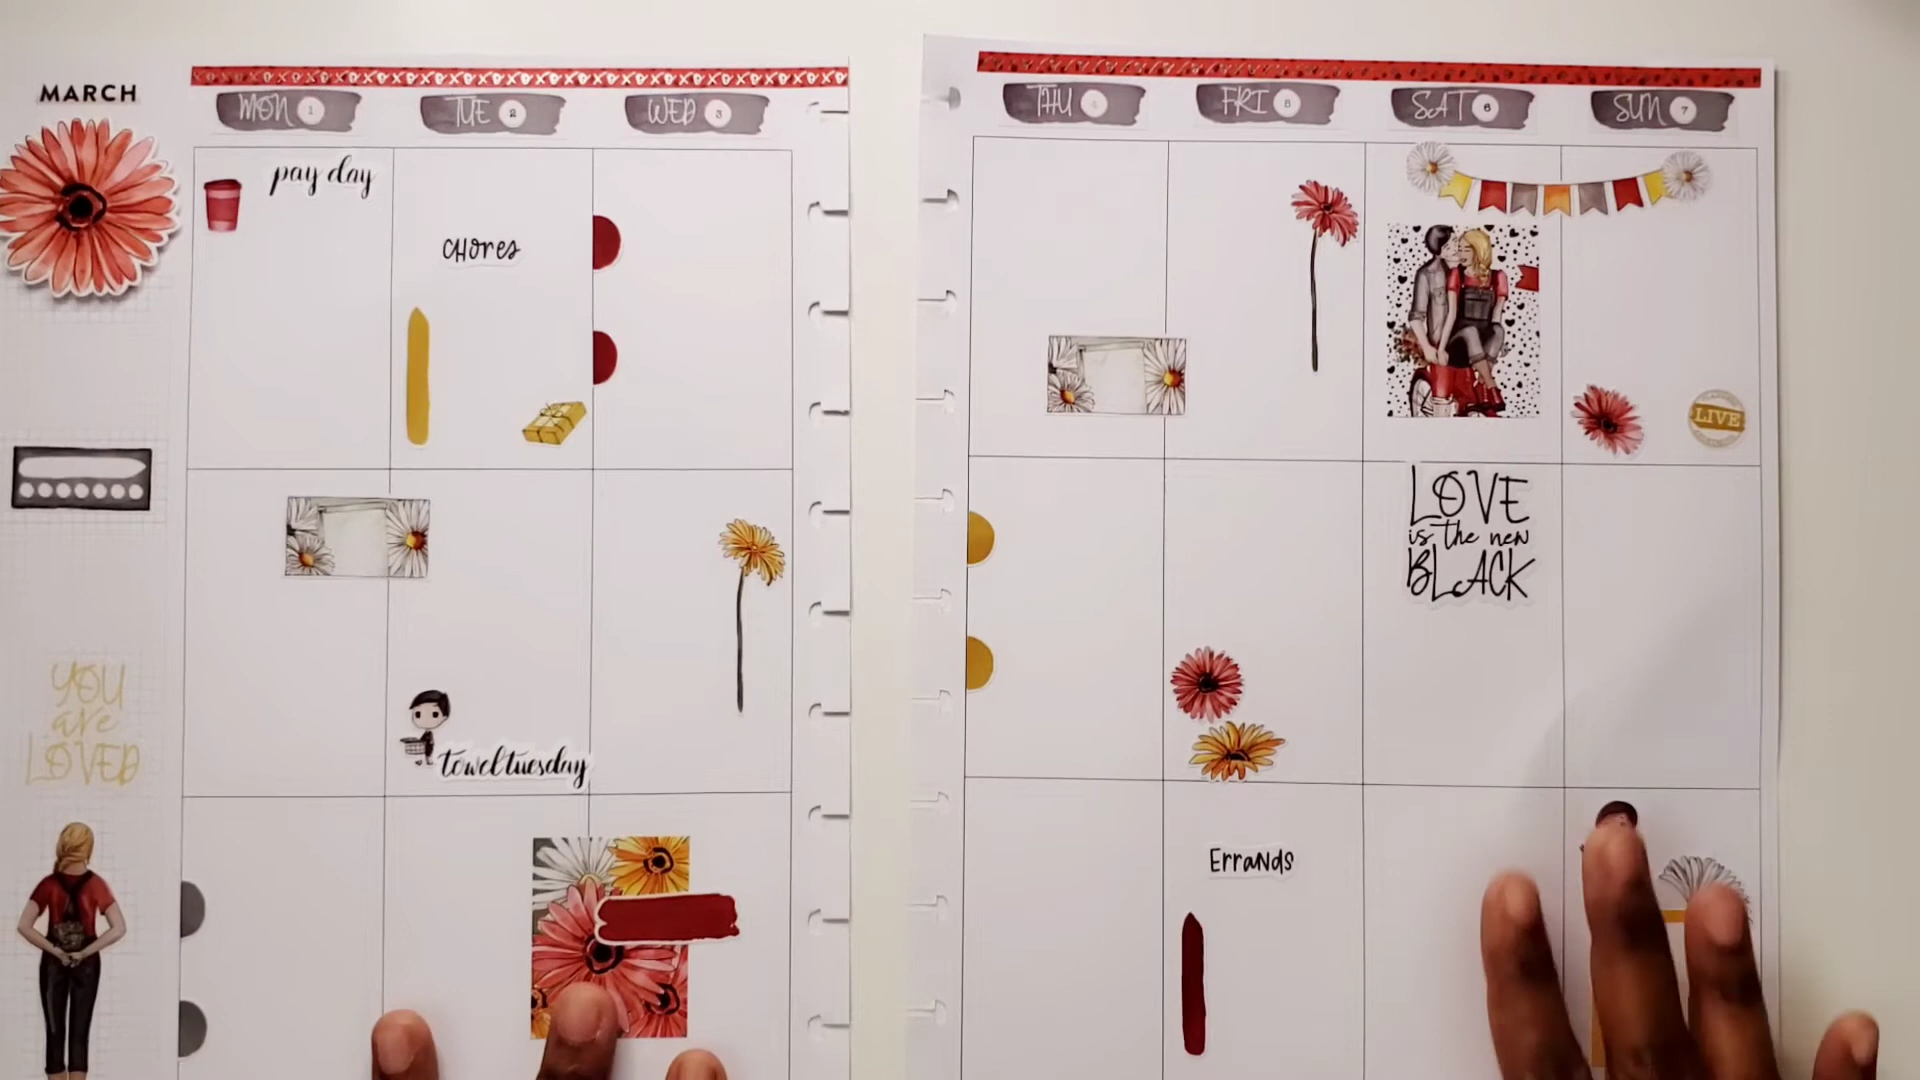 MARCH
MON 1
TUE 2
WED 3
THU 4
FRI 5
SAT 6
SUN 7
pay day
CHores
LIVE
LOVE
is the new
BLACK
YOU
are
LOVED
towel tuesday
Errands